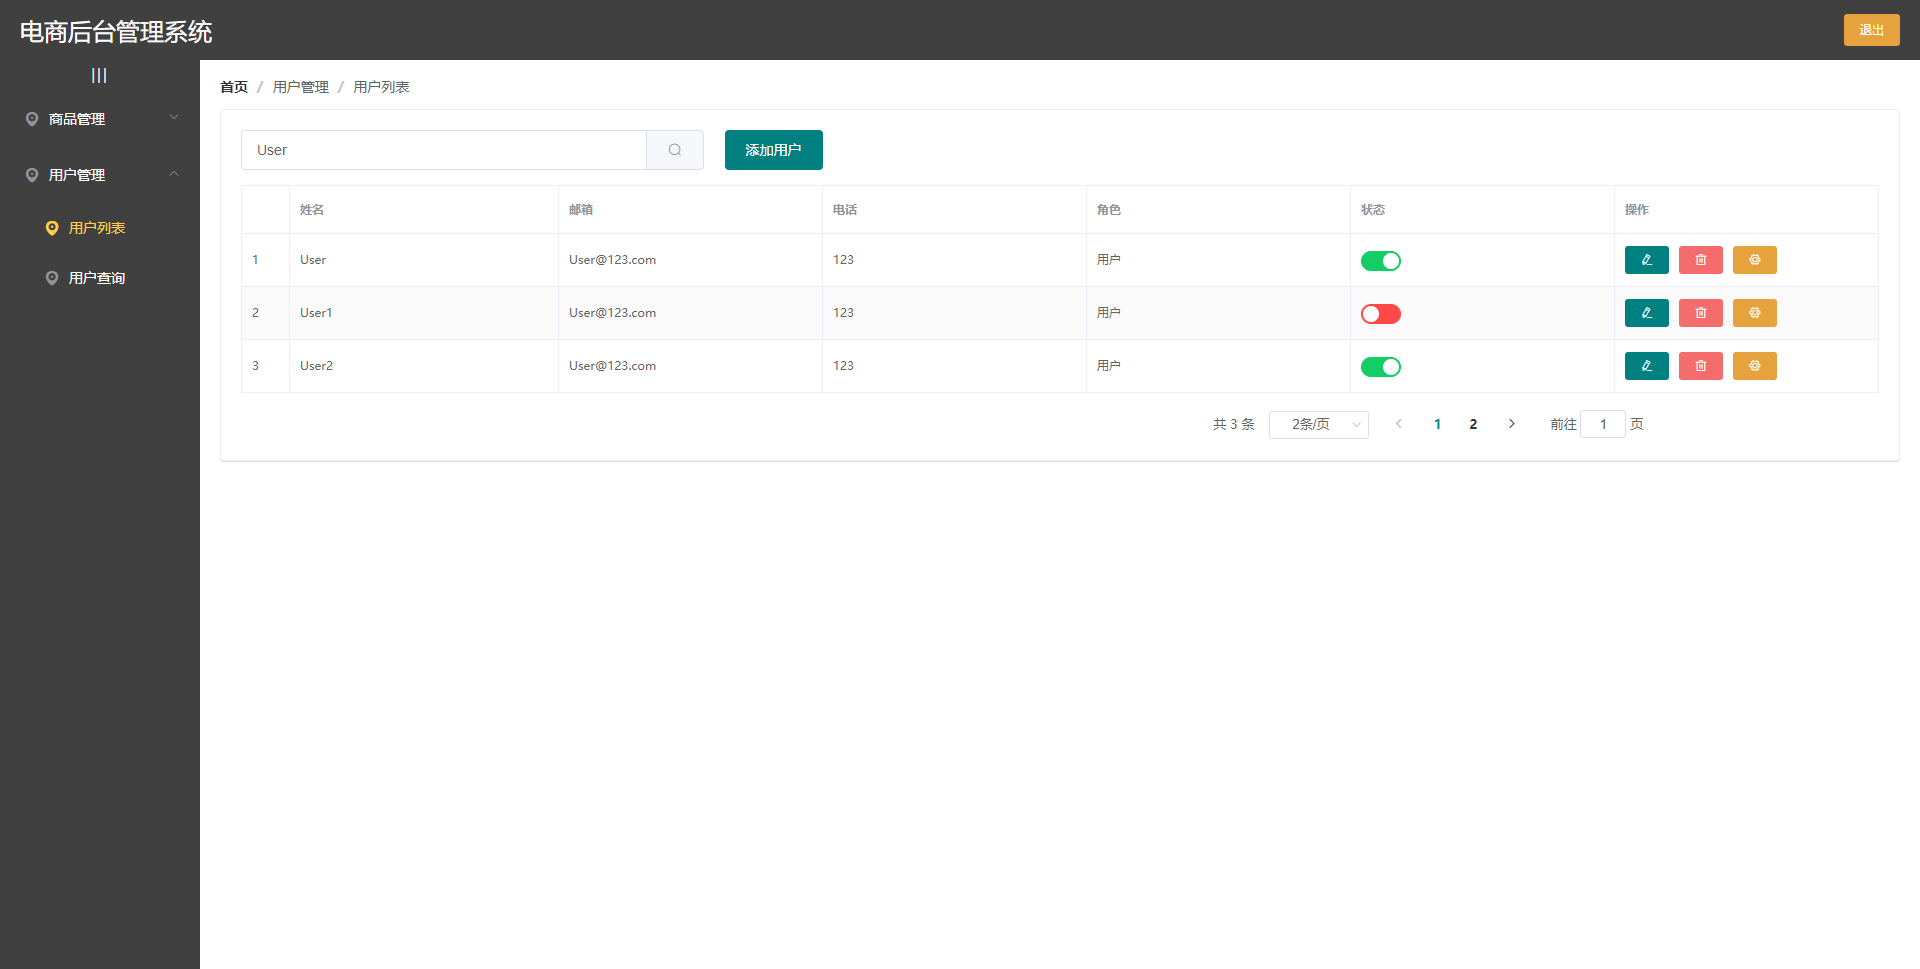 电商后台管理系统
退出
|||
商品管理
用户管理
用户列表
用户查询
首页 / 用户管理 / 用户列表
User
添加用户
姓名 邮箱 电话 角色 状态 操作
1 User User@123.com 123 用户
2 User1 User@123.com 123 用户
3 User2 User@123.com 123 用户
共 3 条 2条/页 1 2 前往 1 页